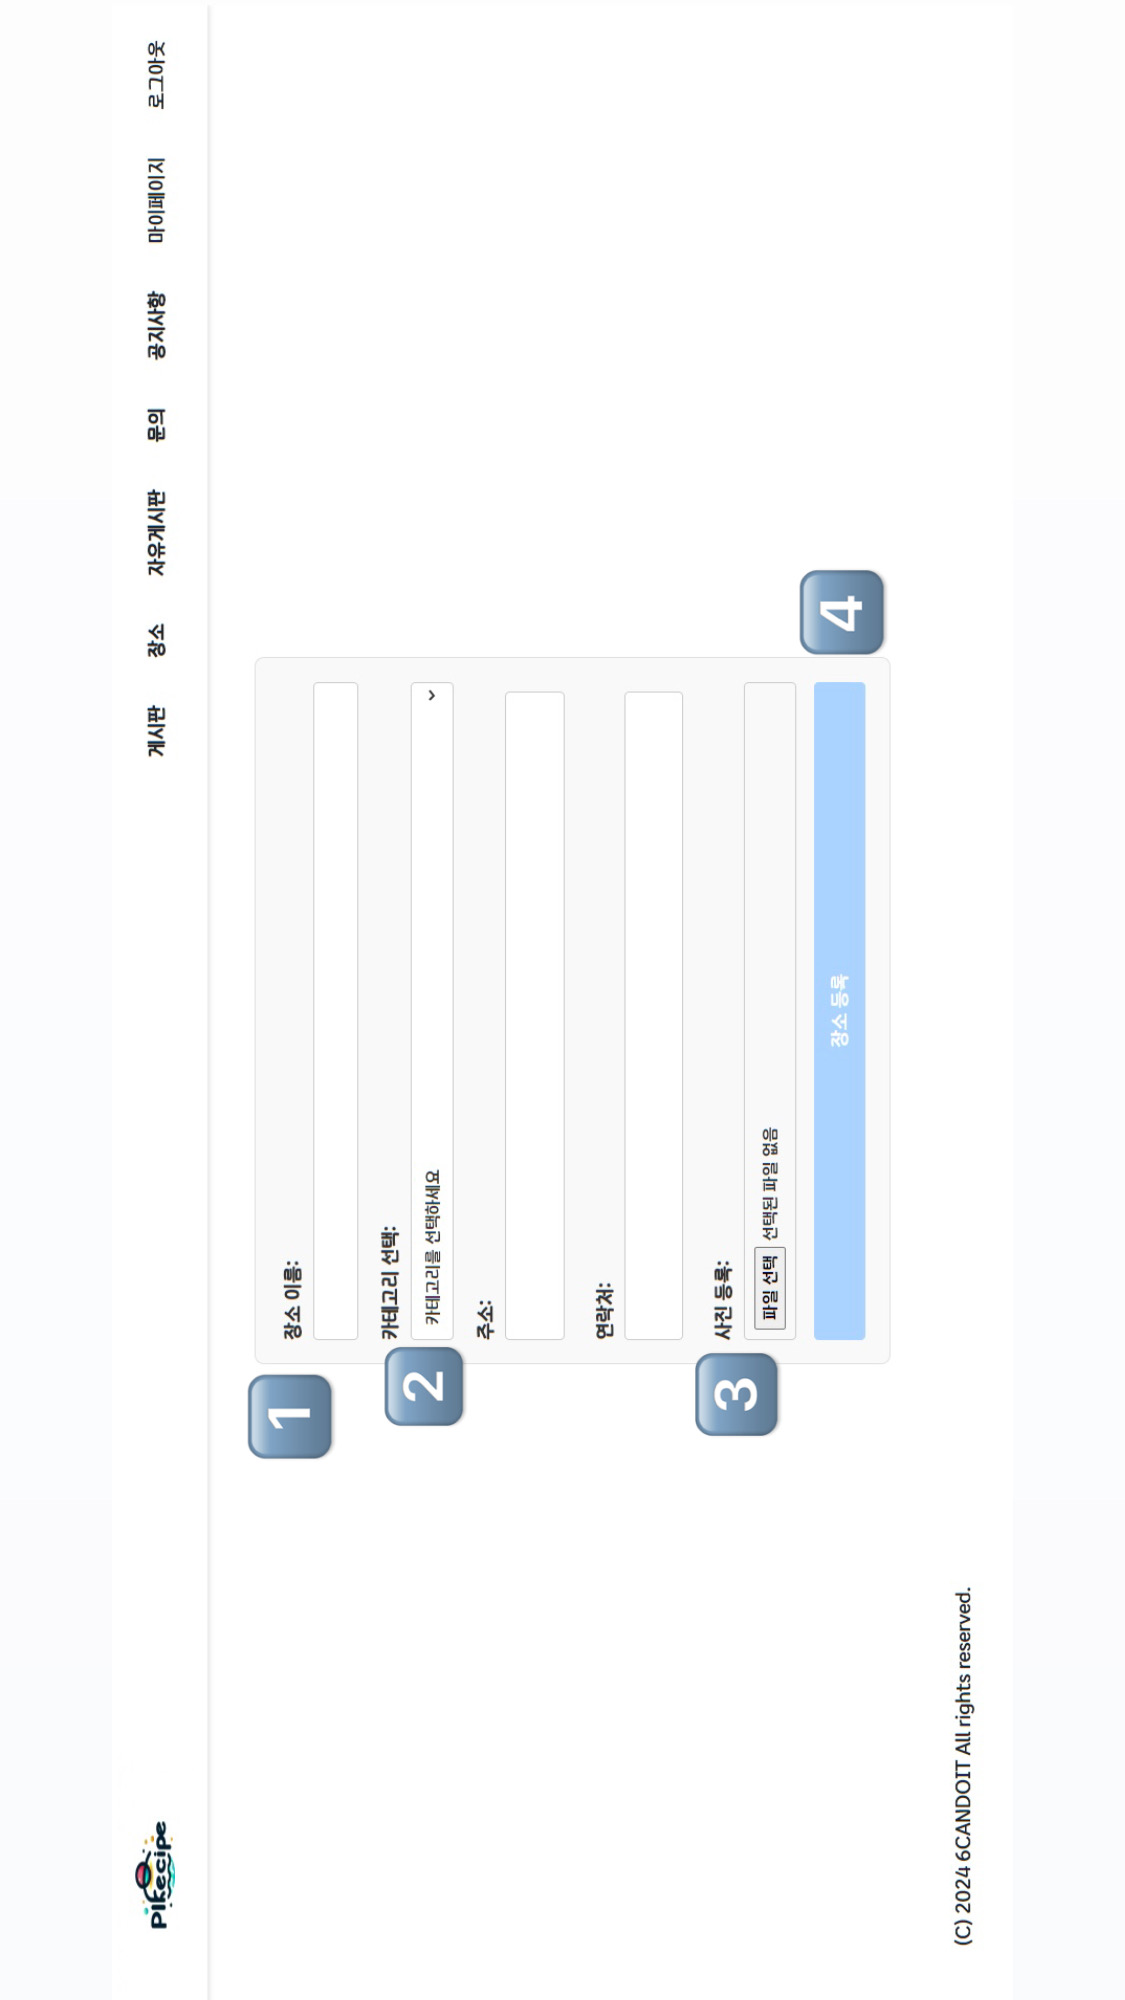 Pikecipe
게시판 장소 자유게시판 문의 공지사항 마이페이지 로그아웃
1
장소 이름:
2
카테고리 선택:
카테고리를 선택하세요
주소:
연락처:
3
사진 등록:
파일 선택 선택된 파일 없음
4
장소 등록
(C) 2024 6CANDOIT All rights reserved.